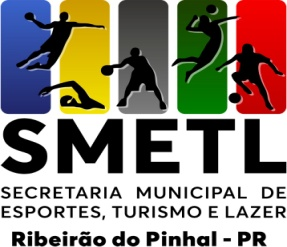 SMETL
SECRETARIA MUNICIPAL DE
ESPORTES, TURISMO E LAZER
Ribeirão do Pinhal - PR